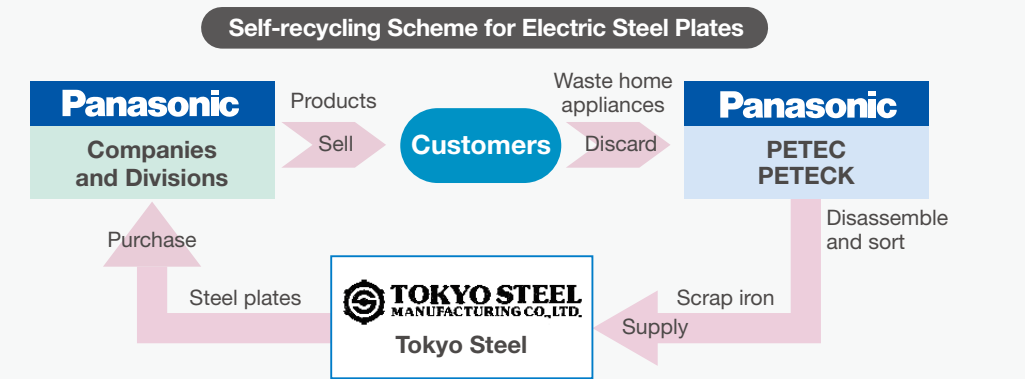 Self-recycling Scheme for Electric Steel Plates
Panasonic
Companies
and Divisions
Products
Sell
Customers
Waste home
appliances
Discard
Panasonic
PETEC
PETECK
Disassemble
and sort
Scrap iron
Supply
TOKYO STEEL
MANUFACTURING CO.,LTD.
Tokyo Steel
Steel plates
Purchase